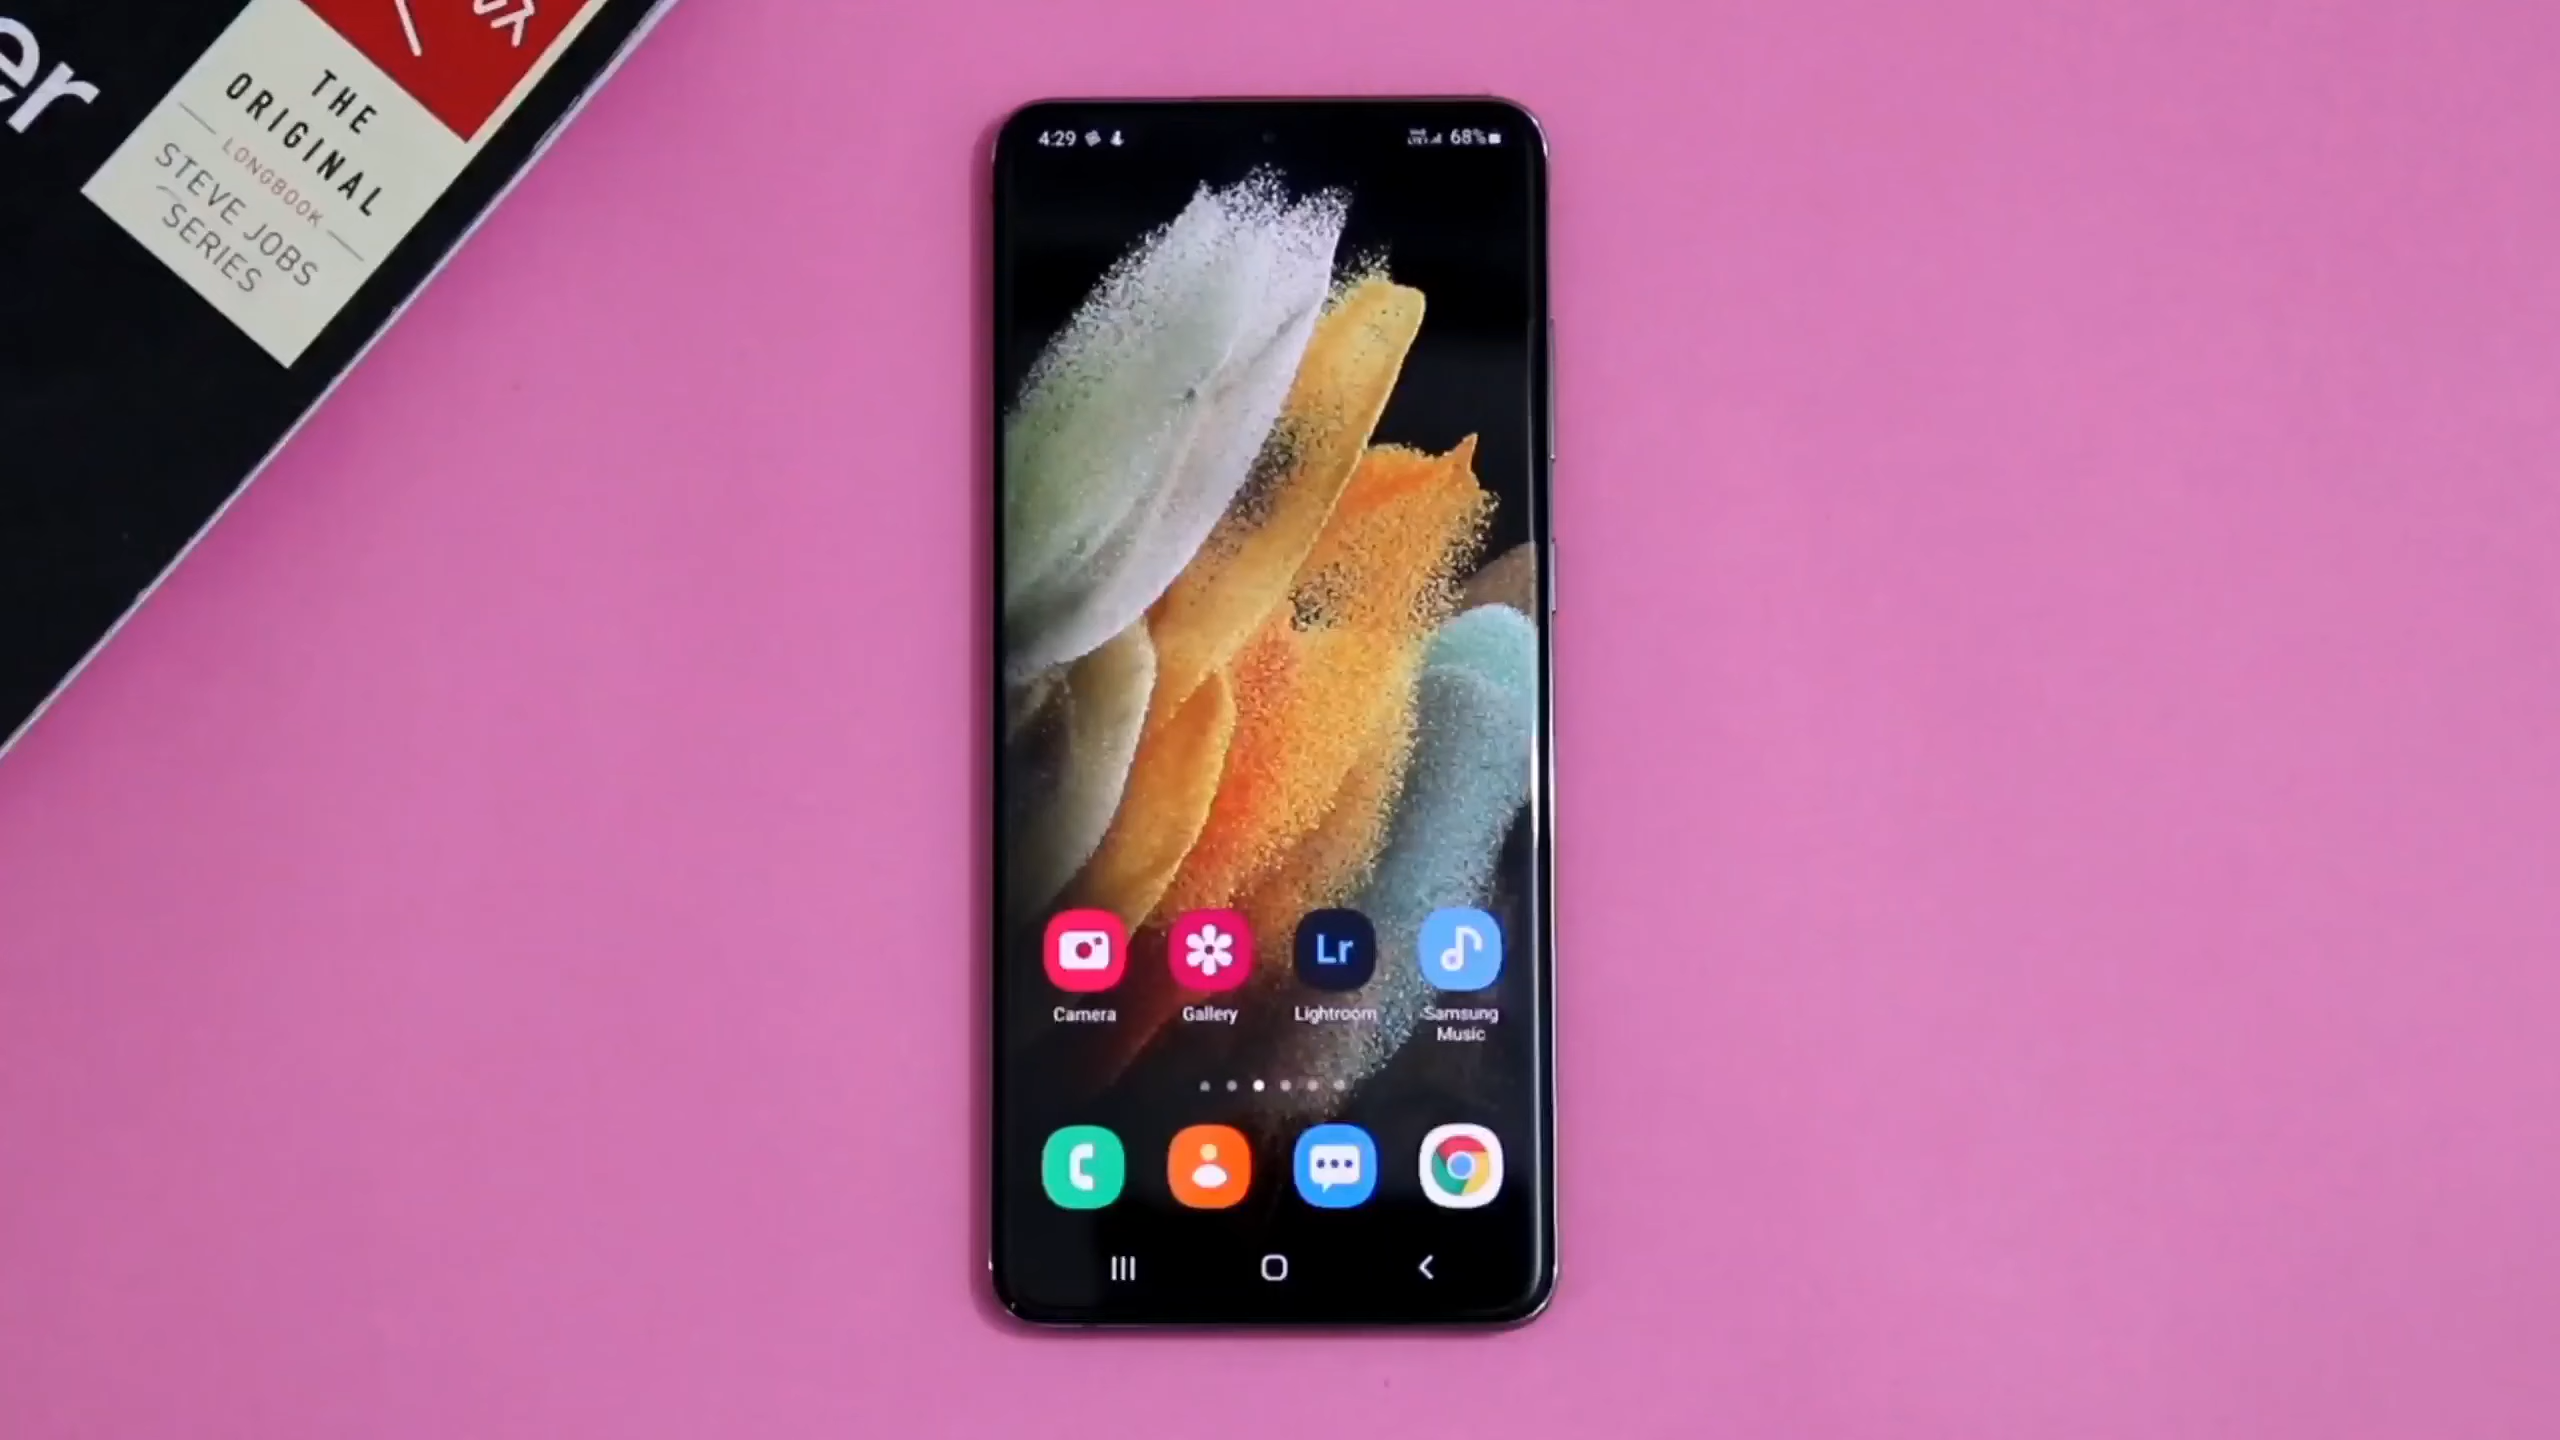 er
THE
ORIGINAL
LONGBOOK
STEVE JOBS
SERIES
4:29
68%
Lr
Camera
Gallery
Lightroom
Samsung
Music